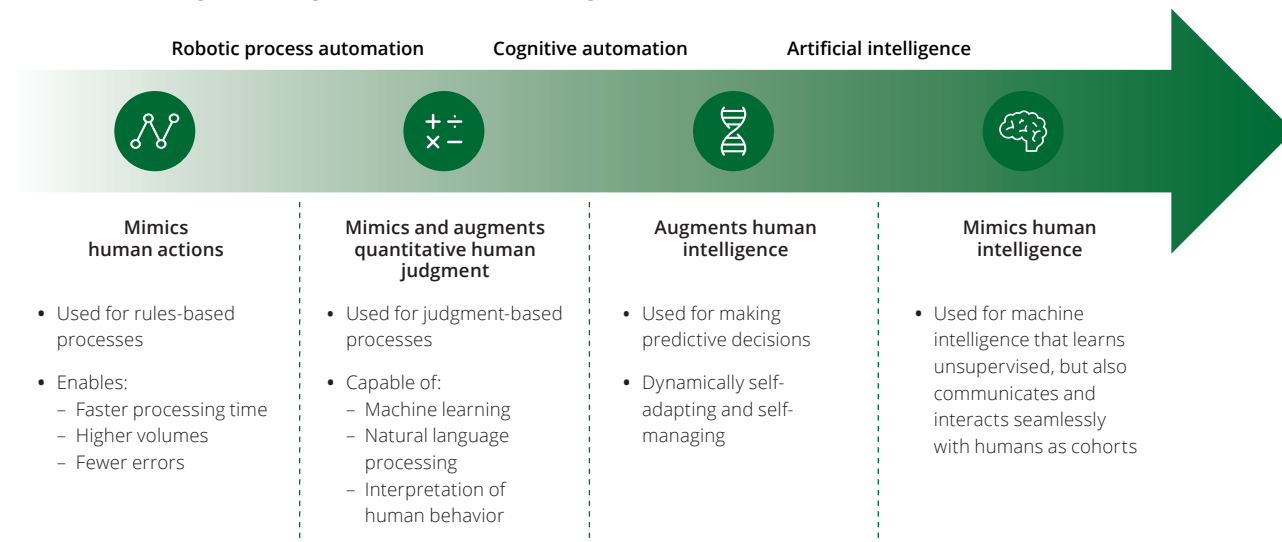 Robotic process automation
Cognitive automation
Artificial intelligence
Mimics
human actions
• Used for rules-based
processes
• Enables:
– Faster processing time
– Higher volumes
– Fewer errors
Mimics and augments
quantitative human
judgment
• Used for judgment-based
processes
• Capable of:
– Machine learning
– Natural language
processing
– Interpretation of
human behavior
Augments human
intelligence
• Used for making
predictive decisions
• Dynamically self-
adapting and self-
managing
Mimics human
intelligence
• Used for machine
intelligence that learns
unsupervised, but also
communicates and
interacts seamlessly
with humans as cohorts